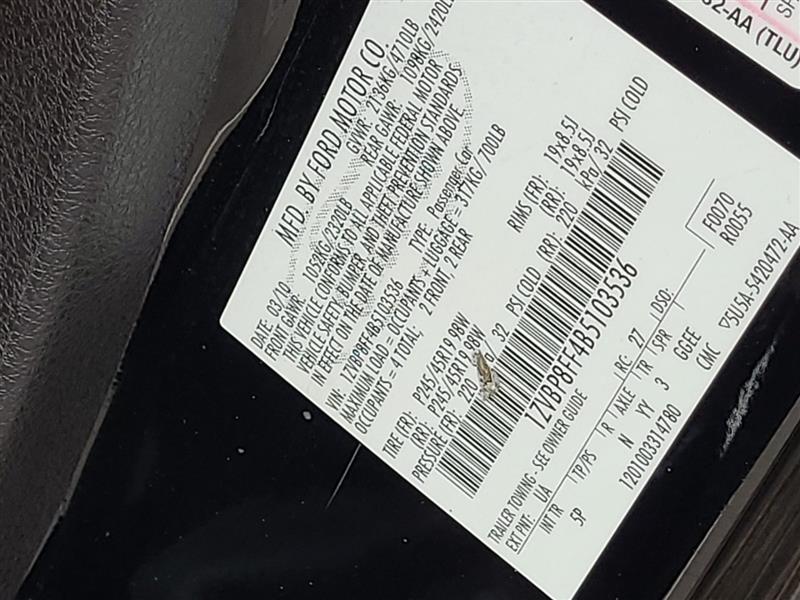 32-AA (TLU)
MFD. BY FORD MOTOR CO.
DATE: 03/10 GVWR: 2136KG/4710LB
FRONT GAWR: 1092KG/2300LB REAR GAWR: 1098KG/2420LB
THIS VEHICLE CONFORMS TO ALL APPLICABLE FEDERAL MOTOR
VEHICLE SAFETY, BUMPER, AND THEFT PREVENTION STANDARDS
IN EFFECT ON THE DATE OF MANUFACTURE SHOWN ABOVE.
VIN: 1ZVBP8FF4B5103536 TYPE: Passenger Car
MAXIMUM LOAD = OCCUPANTS + LUGGAGE = 317KG/700LB
OCCUPANTS = 4 TOTAL; 2 FRONT, 2 REAR
TIRE (FR): P245/45R19 98W RIMS (FR): 19x8.5J
(RR): P245/45R19 98W (RR): 19x8.5J
PRESSURE (FR): 220 / 32 PSI COLD (RR): 220 kPa/ 32 PSI COLD
1ZVBP8FF4B5103536
TRAILER TOWING - SEE OWNER GUIDE
EXT PNT: UA RC: 27 DSO: F0070
INT TR TP/PS R AXLE TR SPR R0055
5P N YY 3 GGEE
1201003314780 CMC 5U5A-5420472-AA